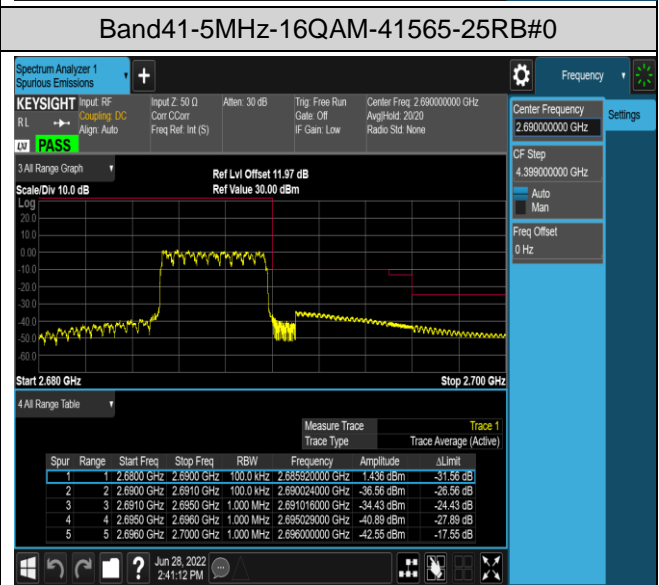 Band41-5MHz-16QAM-41565-25RB#0
Spectrum Analyzer 1
Spurious Emissions
Frequency
KEYSIGHT Input: RF Input Z: 50 Ω Atten: 30 dB Trig: Free Run Center Freq: 2.690000000 GHz
RL Coupling: DC Corr CCorr Gate: Off Avg|Hold: 20/20
Align: Auto Freq Ref: Int (S) IF Gain: Low Radio Std: None
LXI PASS
Center Frequency
2.690000000 GHz
Settings
CF Step
4.399000000 GHz
Auto
Man
Freq Offset
0 Hz
3 All Range Graph
Ref Lvl Offset 11.97 dB
Scale/Div 10.0 dB Ref Value 30.00 dBm
Log
20.0
10.0
0.00
-10.0
-20.0
-30.0
-40.0
-50.0
-60.0
Start 2.680 GHz Stop 2.700 GHz
4 All Range Table
Measure Trace Trace 1
Trace Type Trace Average (Active)
Spur Range Start Freq Stop Freq RBW Frequency Amplitude ΔLimit
1 1 2.6800 GHz 2.6900 GHz 100.0 kHz 2.685920000 GHz 1.436 dBm -31.56 dB
2 2 2.6900 GHz 2.6910 GHz 100.0 kHz 2.690024000 GHz -36.56 dBm -26.56 dB
3 3 2.6910 GHz 2.6950 GHz 1.000 MHz 2.691016000 GHz -34.43 dBm -24.43 dB
4 4 2.6950 GHz 2.6960 GHz 1.000 MHz 2.695029000 GHz -40.89 dBm -27.89 dB
5 5 2.6960 GHz 2.7000 GHz 1.000 MHz 2.696000000 GHz -42.55 dBm -17.55 dB
Jun 28, 2022
2:41:12 PM